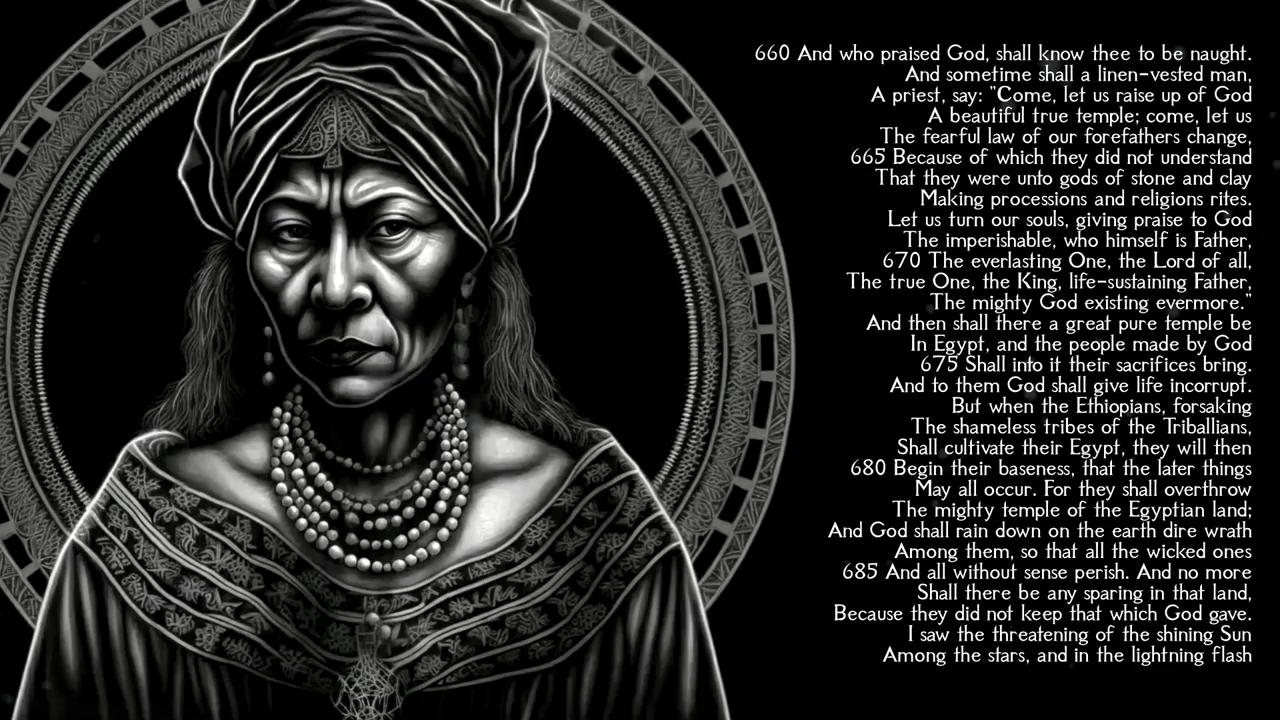 660 And who praised God, shall know thee to be naught.
And sometime shall a linen-vested man,
A priest, say: "Come, let us raise up of God
A beautiful true temple; come, let us
The fearful law of our forefathers change,
665 Because of which they did not understand
That they were unto gods of stone and clay
Making processions and religions rites.
Let us turn our souls, giving praise to God
The imperishable, who himself is Father,
670 The everlasting One, the Lord of all,
The true One, the King, life-sustaining Father,
The mighty God existing evermore."
And then shall there a great pure temple be
In Egypt, and the people made by God
675 Shall into it their sacrifices bring.
And to them God shall give life incorrupt.
But when the Ethiopians, forsaking
The shameless tribes of the Triballians,
Shall cultivate their Egypt, they will then
680 Begin their baseness, that the later things
May all occur. For they shall overthrow
The mighty temple of the Egyptian land;
And God shall rain down on the earth dire wrath
Among them, so that all the wicked ones
685 And all without sense perish. And no more
Shall there be any sparing in that land,
Because they did not keep that which God gave.
I saw the threatening of the shining Sun
Among the stars, and in the lightning flash